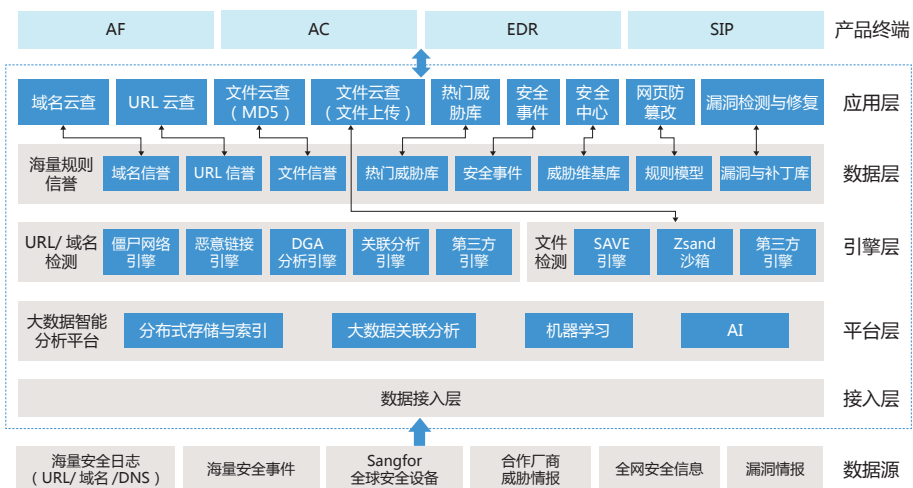 AF
AC
EDR
SIP
产品终端
域名云查
URL 云查
文件云查
（MD5）
文件云查
（文件上传）
热门威
胁库
安全
事件
安全
中心
网页防
篡改
漏洞检测与修复
应用层
海量规则
信誉
域名信誉
URL 信誉
文件信誉
热门威胁库
安全事件
威胁维基库
规则模型
漏洞与补丁库
数据层
URL/ 域名
检测
僵尸网络
引擎
恶意链接
引擎
DGA
分析引擎
关联分析
引擎
第三方
引擎
文件
检测
SAVE
引擎
Zsand
沙箱
第三方
引擎
引擎层
大数据智能
分析平台
分布式存储与索引
大数据关联分析
机器学习
AI
平台层
数据接入层
接入层
海量安全日志
（URL/ 域名 /DNS）
海量安全事件
Sangfor
全球安全设备
合作厂商
威胁情报
全网安全信息
漏洞情报
数据源